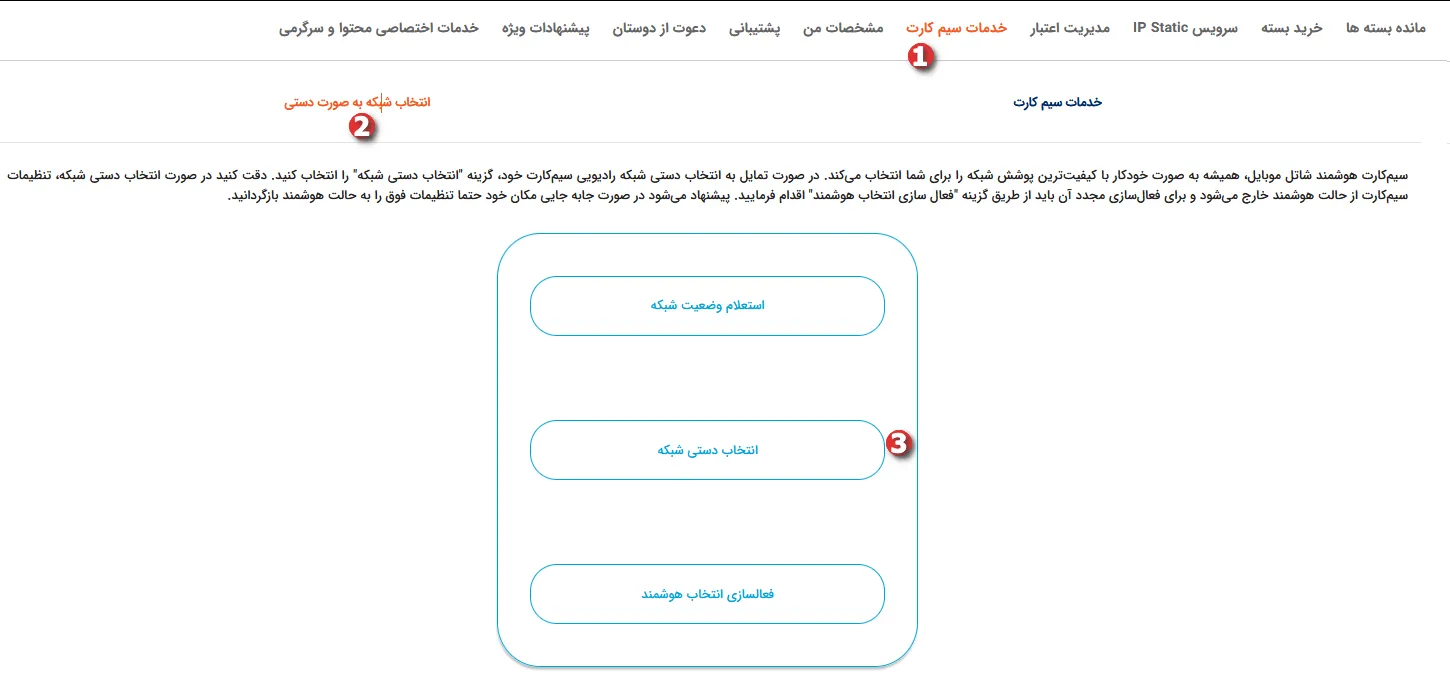 مانده بسته ها خرید بسته سرویس IP Static مدیریت اعتبار خدمات سیم کارت مشخصات من پشتیبانی دعوت از دوستان پیشنهادات ویژه خدمات اختصاصی محتوا و سرگرمی
1
خدمات سیم کارت انتخاب شبکه به صورت دستی
2
سیم‌کارت هوشمند شاتل موبایل، همیشه به صورت خودکار با کیفیت‌ترین پوشش شبکه را برای شما انتخاب می‌کند. در صورت تمایل به انتخاب دستی شبکه رادیویی سیم‌کارت خود، گزینه "انتخاب دستی شبکه" را انتخاب کنید. دقت کنید در صورت انتخاب دستی شبکه، تنظیمات
سیم‌کارت از حالت هوشمند خارج می‌شود و برای فعال‌سازی مجدد آن باید از طریق گزینه "فعال سازی انتخاب هوشمند" اقدام فرمایید. پیشنهاد می‌شود در صورت جابه جایی مکان خود حتما تنظیمات فوق را به حالت هوشمند بازگردانید.
استعلام وضعیت شبکه
انتخاب دستی شبکه
3
فعالسازی انتخاب هوشمند